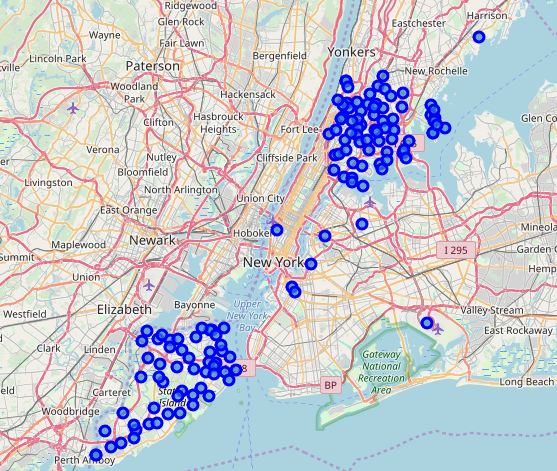 Ridgewood
Glen Rock
Eastchester
Harrison
Wayne
Fair Lawn
Yonkers
Lincoln Park
Bergenfield
Paterson
New Rochelle
Woodland
Park
Hackensack
Hasbrouck
Heights
Clifton
Fort Lee
Glen Co
Verona
Nutley
Cliffside Park
Bloomfield
Livingston
North Arlington
Union City
East Orange
Mineola
Maplewood
Newark
Hoboken
I 295
Garden C
Summit
New York
Hemp
Union
Elizabeth
Bayonne
Upper
New York
Bay
Valley Stream
Westfield
East Rockaway
Clark
Linden
Gateway
National
Recreation
Area
Long Beach
Carteret
BP
Woodbridge
Perth Amboy